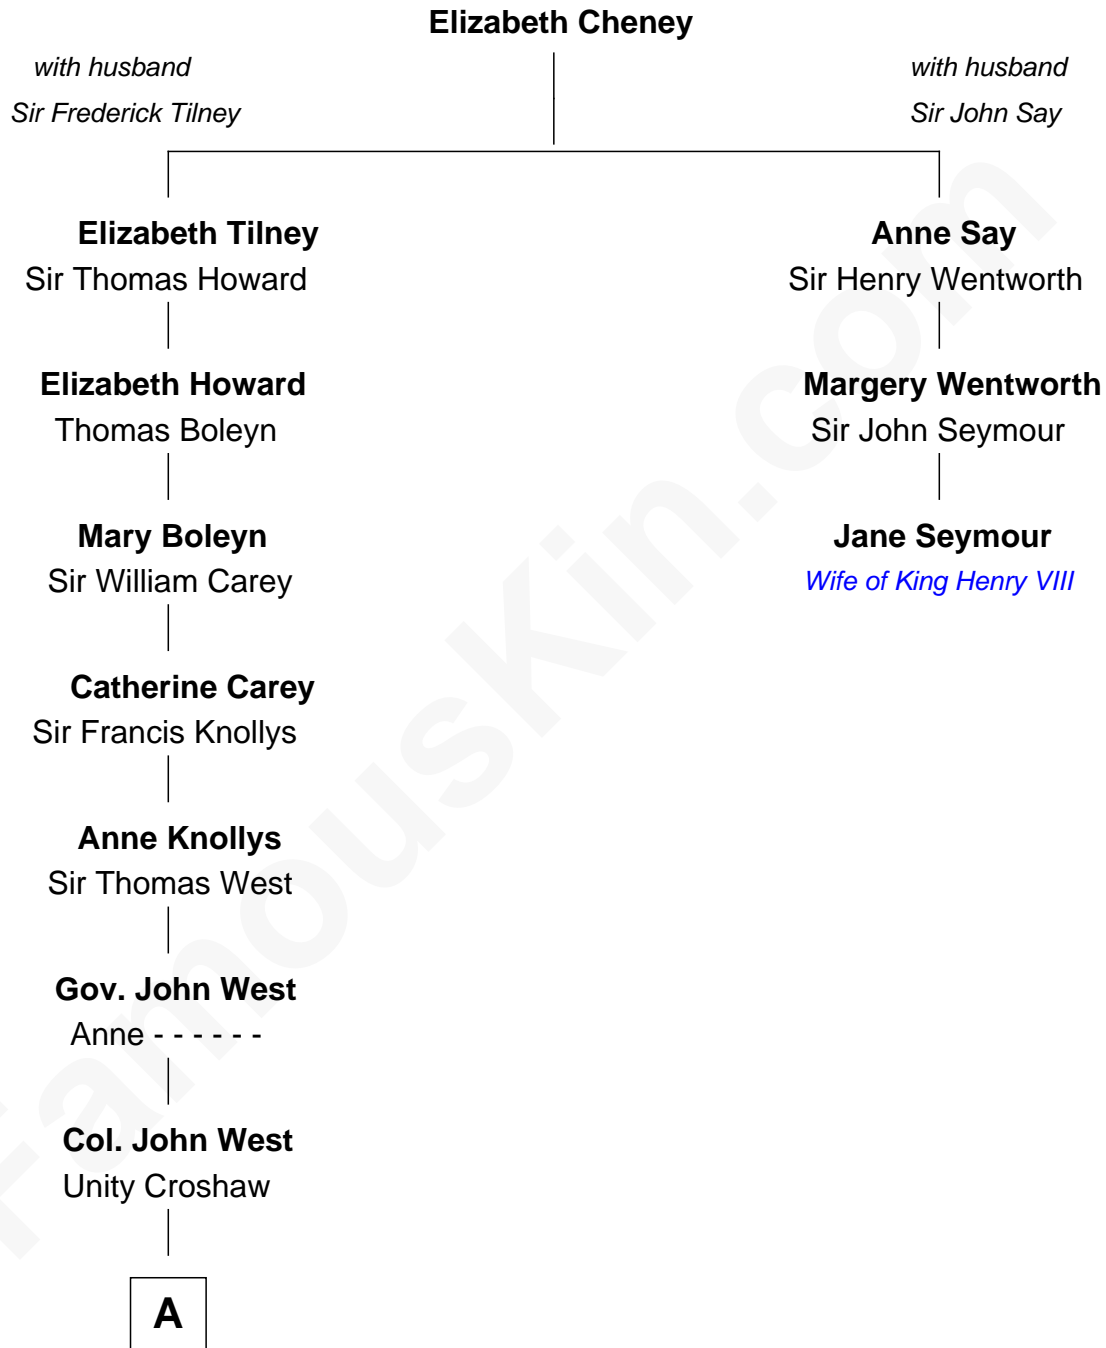 Elizabeth Cheney
with husband
Sir Frederick Tilney
with husband
Sir John Say
Elizabeth Tilney
Sir Thomas Howard
Anne Say
Sir Henry Wentworth
Elizabeth Howard
Thomas Boleyn
Margery Wentworth
Sir John Seymour
Mary Boleyn
Sir William Carey
Jane Seymour
Wife of King Henry VIII
Catherine Carey
Sir Francis Knollys
Anne Knollys
Sir Thomas West
Gov. John West
Anne - - - - - -
Col. John West
Unity Croshaw
A
FamousKin.com